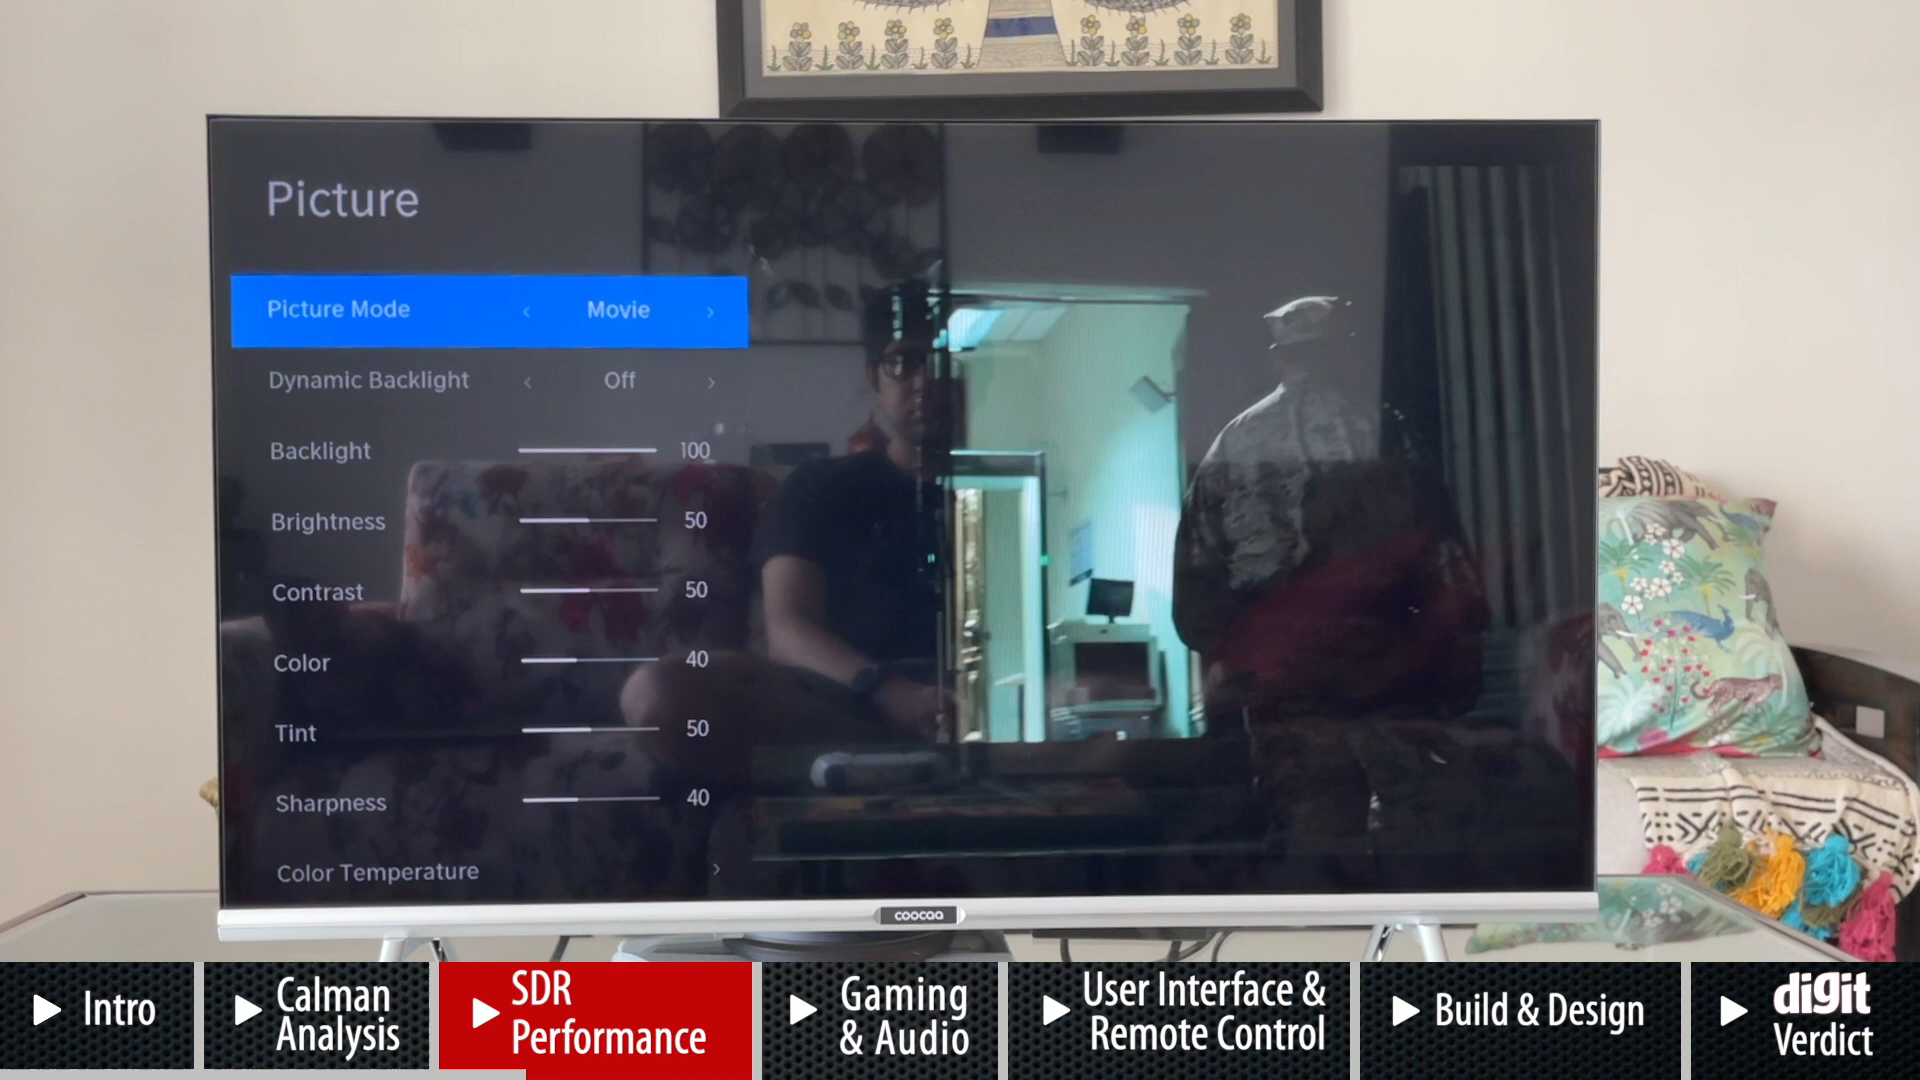 Picture
Picture Mode ‹ Movie ›
Dynamic Backlight ‹ Off ›
Backlight 100
Brightness 50
Contrast 50
Color 40
Tint 50
Sharpness 40
Color Temperature ›
coocaa
Intro
Calman
Analysis
SDR
Performance
Gaming
& Audio
User Interface &
Remote Control
Build & Design
digit
Verdict